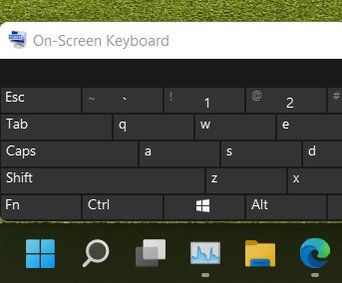 On-Screen Keyboard
Esc ~ ` ! 1 @ 2 #
Tab q w e
Caps a s d
Shift z x
Fn Ctrl Alt